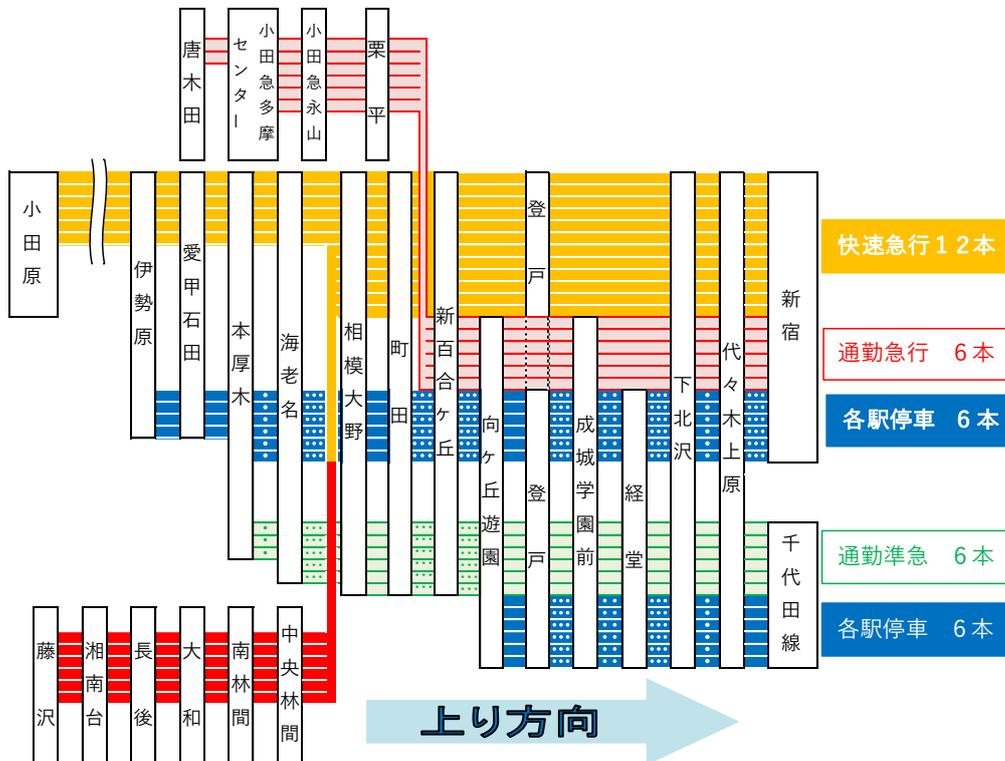 唐木田
小田急多摩
センター
小田急永山
栗平
小田原
伊勢原
愛甲石田
本厚木
海老名
相模大野
町田
新百合ヶ丘
向ヶ丘遊園
登戸
登戸
成城学園前
経堂
下北沢
代々木上原
新宿
千代田線
快速急行１２本
通勤急行　６本
各駅停車　６本
通勤準急　６本
各駅停車　６本
藤沢
湘南台
長後
大和
南林間
中央林間
上り方向